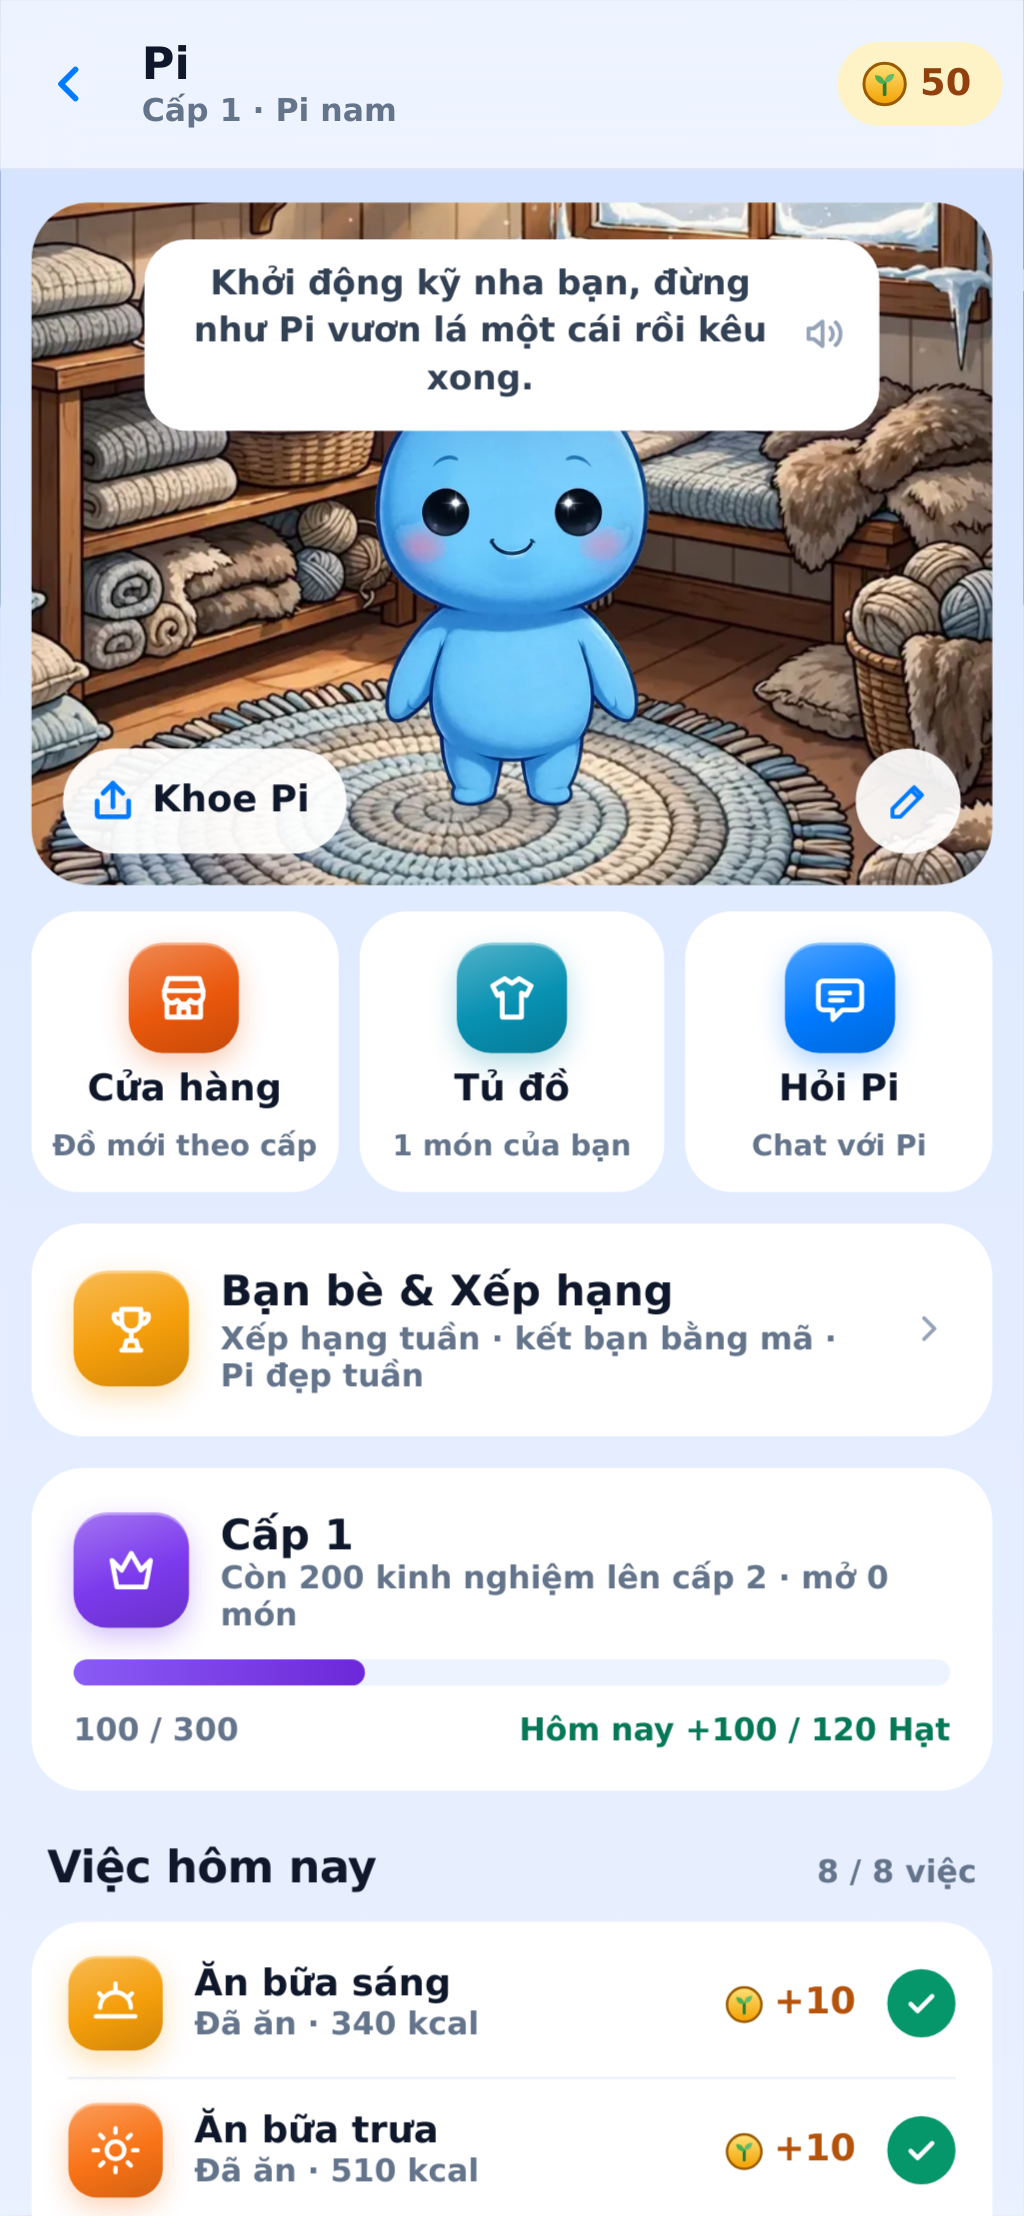 Pi
Cấp 1 · Pi nam
50
Khởi động kỹ nha bạn, đừng
như Pi vươn lá một cái rồi kêu
xong.
Khoe Pi
Cửa hàng
Đồ mới theo cấp
Tủ đồ
1 món của bạn
Hỏi Pi
Chat với Pi
Bạn bè & Xếp hạng
Xếp hạng tuần · kết bạn bằng mã ·
Pi đẹp tuần
Cấp 1
Còn 200 kinh nghiệm lên cấp 2 · mở 0
món
100 / 300
Hôm nay +100 / 120 Hạt
Việc hôm nay
8 / 8 việc
Ăn bữa sáng
Đã ăn · 340 kcal
+10
Ăn bữa trưa
Đã ăn · 510 kcal
+10